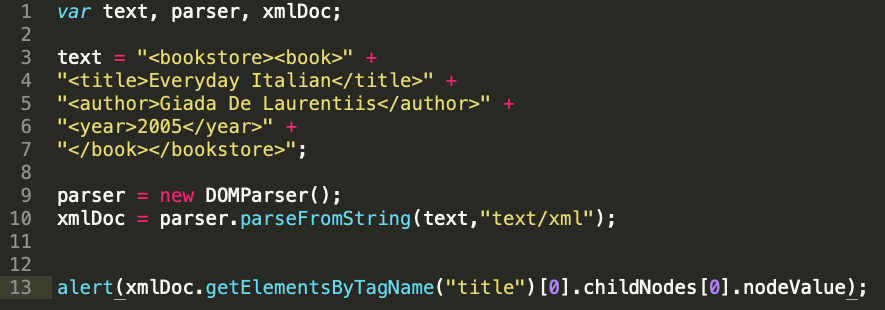 1 var text, parser, xmlDoc;
2
3 text = "<bookstore><book>" +
4 "<title>Everyday Italian</title>" +
5 "<author>Giada De Laurentiis</author>" +
6 "<year>2005</year>" +
7 "</book></bookstore>";
8
9 parser = new DOMParser();
10 xmlDoc = parser.parseFromString(text,"text/xml");
11
12
13 alert(xmlDoc.getElementsByTagName("title")[0].childNodes[0].nodeValue);